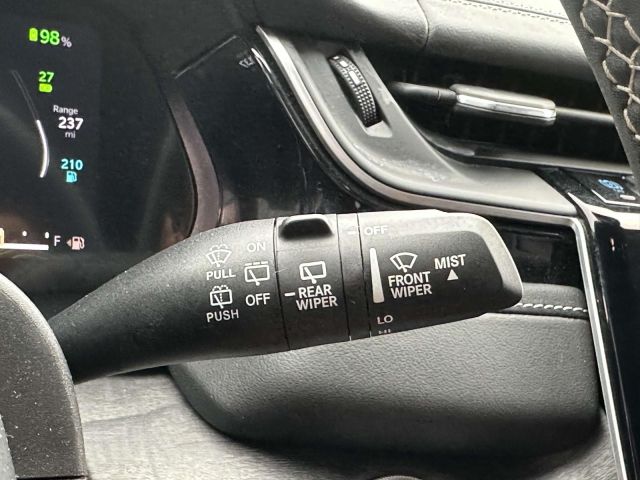 98%
27
Range
237
mi
210
F
PULL
PUSH
ON
OFF
REAR
WIPER
OFF
FRONT
WIPER
LO
MIST